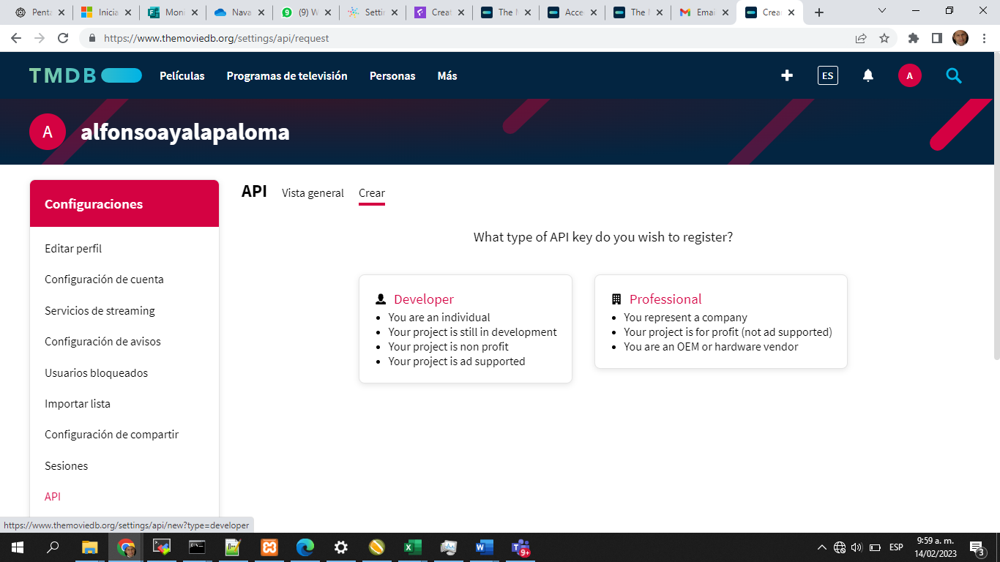 Penta
Inicia
Moni
Nava
(9) W
Settin
Creat
The M
Acce
The M
Emai
Crea
https://www.themoviedb.org/settings/api/request
TMDB
Películas
Programas de televisión
Personas
Más
ES
A
A
alfonsoayalapaloma
Configuraciones
Editar perfil
Configuración de cuenta
Servicios de streaming
Configuración de avisos
Usuarios bloqueados
Importar lista
Configuración de compartir
Sesiones
API
API
Vista general
Crear
What type of API key do you wish to register?
Developer
• You are an individual
• Your project is still in development
• Your project is non profit
• Your project is ad supported
Professional
• You represent a company
• Your project is for profit (not ad supported)
• You are an OEM or hardware vendor
https://www.themoviedb.org/settings/api/new?type=developer
9+
ESP
9:59 a. m.
14/02/2023
3